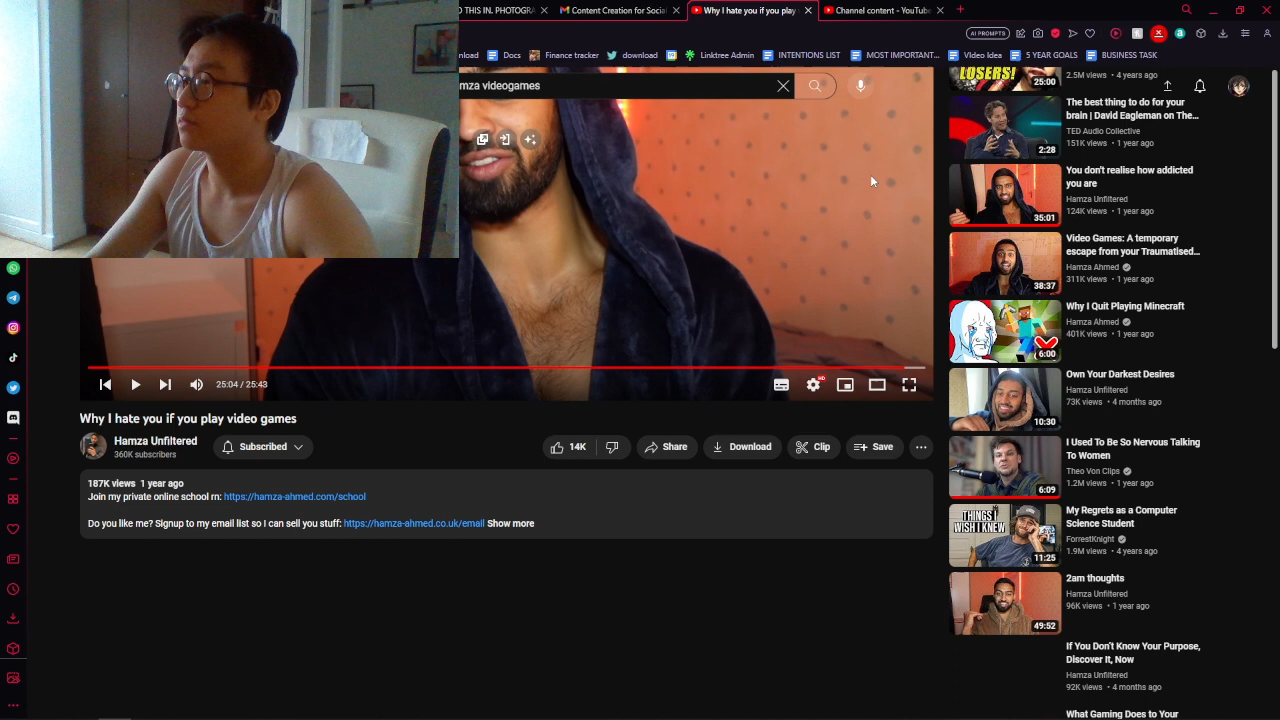 D THIS IN. PHOTOGRA
Content Creation for Social
Why I hate you if you play
Channel content - YouTube
AI PROMPTS
nload
Docs
Finance tracker
download
Linktree Admin
INTENTIONS LIST
MOST IMPORTANT...
Video Idea
5 YEAR GOALS
BUSINESS TASK
mza videogames
LOSERS!
25:00
2.5M views • 4 years ago
The best thing to do for your
brain | David Eagleman on The...
TED Audio Collective
151K views • 1 year ago
2:28
You don't realise how addicted
you are
Hamza Unfiltered
124K views • 1 year ago
35:01
Video Games: A temporary
escape from your Traumatised...
Hamza Ahmed
311K views • 1 year ago
38:37
Why I Quit Playing Minecraft
Hamza Ahmed
401K views • 1 year ago
6:00
Own Your Darkest Desires
Hamza Unfiltered
73K views • 4 months ago
10:30
I Used To Be So Nervous Talking
To Women
Theo Von Clips
1.2M views • 1 year ago
6:09
THINGS I
WISH I KNEW
My Regrets as a Computer
Science Student
ForrestKnight
1.9M views • 4 years ago
11:25
2am thoughts
Hamza Unfiltered
96K views • 1 year ago
49:52
If You Don't Know Your Purpose,
Discover It, Now
Hamza Unfiltered
92K views • 4 months ago
What Gaming Does to Your
25:04 / 25:43
HD
Why I hate you if you play video games
Hamza Unfiltered
360K subscribers
Subscribed
14K
Share
Download
Clip
Save
187K views 1 year ago
Join my private online school rn: https://hamza-ahmed.com/school
Do you like me? Signup to my email list so I can sell you stuff: https://hamza-ahmed.co.uk/email Show more